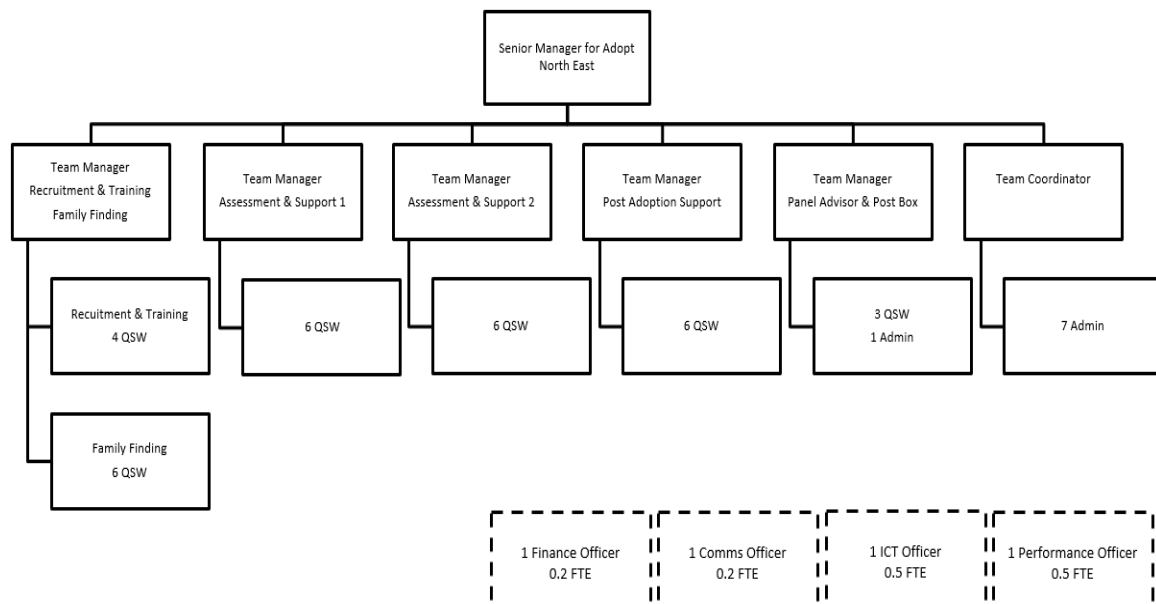 Senior Manager for Adopt
North East
Team Manager
Recruitment & Training
Family Finding
Team Manager
Assessment & Support 1
Team Manager
Assessment & Support 2
Team Manager
Post Adoption Support
Team Manager
Panel Advisor & Post Box
Team Coordinator
Recuitment & Training
4 QSW
6 QSW
6 QSW
6 QSW
3 QSW
1 Admin
7 Admin
Family Finding
6 QSW
1 Finance Officer
0.2 FTE
1 Comms Officer
0.2 FTE
1 ICT Officer
0.5 FTE
1 Performance Officer
0.5 FTE